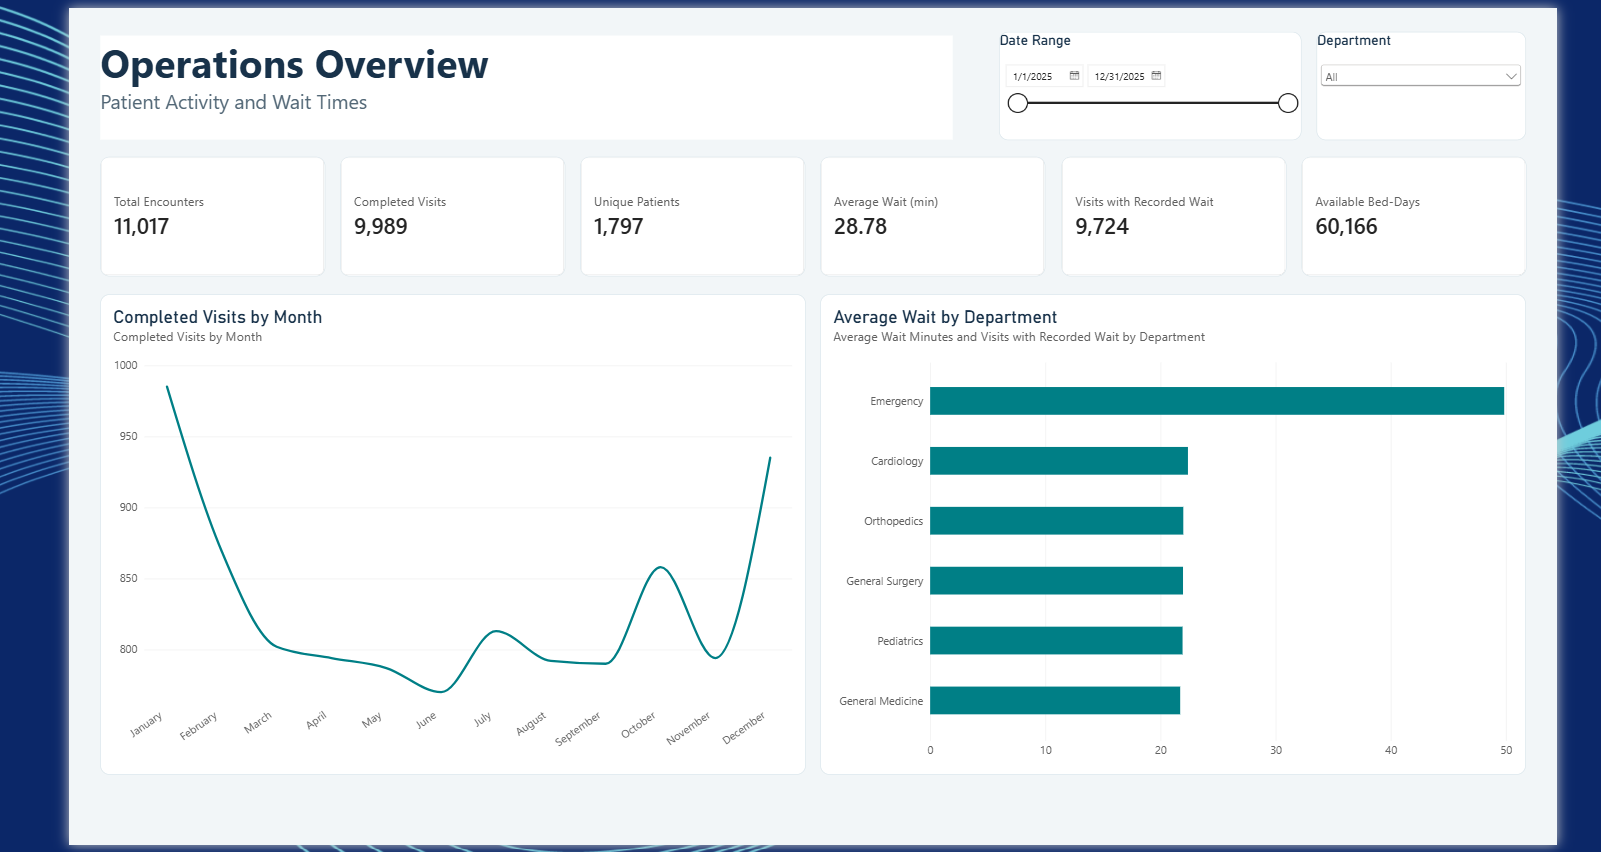 Operations Overview
Patient Activity and Wait Times
Date Range
1/1/2025
12/31/2025
Department
All
Total Encounters
11,017
Completed Visits
9,989
Unique Patients
1,797
Average Wait (min)
28.78
Visits with Recorded Wait
9,724
Available Bed-Days
60,166
Completed Visits by Month
Completed Visits by Month
1000
950
900
850
800
January
February
March
April
May
June
July
August
September
October
November
December
Average Wait by Department
Average Wait Minutes and Visits with Recorded Wait by Department
Emergency
Cardiology
Orthopedics
General Surgery
Pediatrics
General Medicine
0
10
20
30
40
50